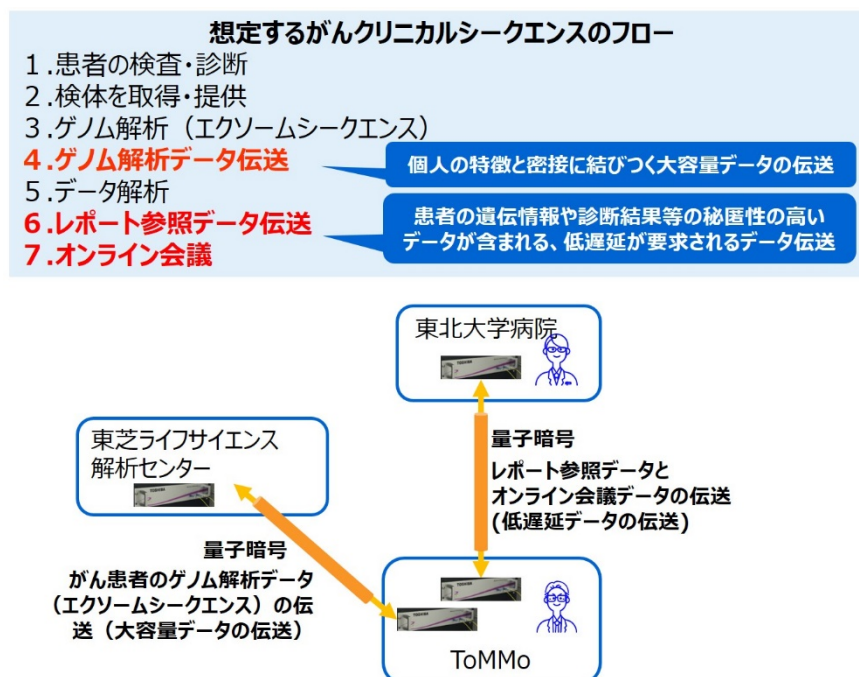 想定するがんクリニカルシークエンスのフロー
1.患者の検査・診断
2.検体を取得・提供
3.ゲノム解析（エクソームシークエンス）
4.ゲノム解析データ伝送
個人の特徴と密接に結びつく大容量データの伝送
5.データ解析
6.レポート参照データ伝送
7.オンライン会議
患者の遺伝情報や診断結果等の秘匿性の高い
データが含まれる、低遅延が要求されるデータ伝送
東北大学病院
東芝ライフサイエンス
解析センター
量子暗号
レポート参照データと
オンライン会議データの伝送
(低遅延データの伝送)
量子暗号
がん患者のゲノム解析データ
（エクソームシークエンス）の伝
送（大容量データの伝送）
ToMMo